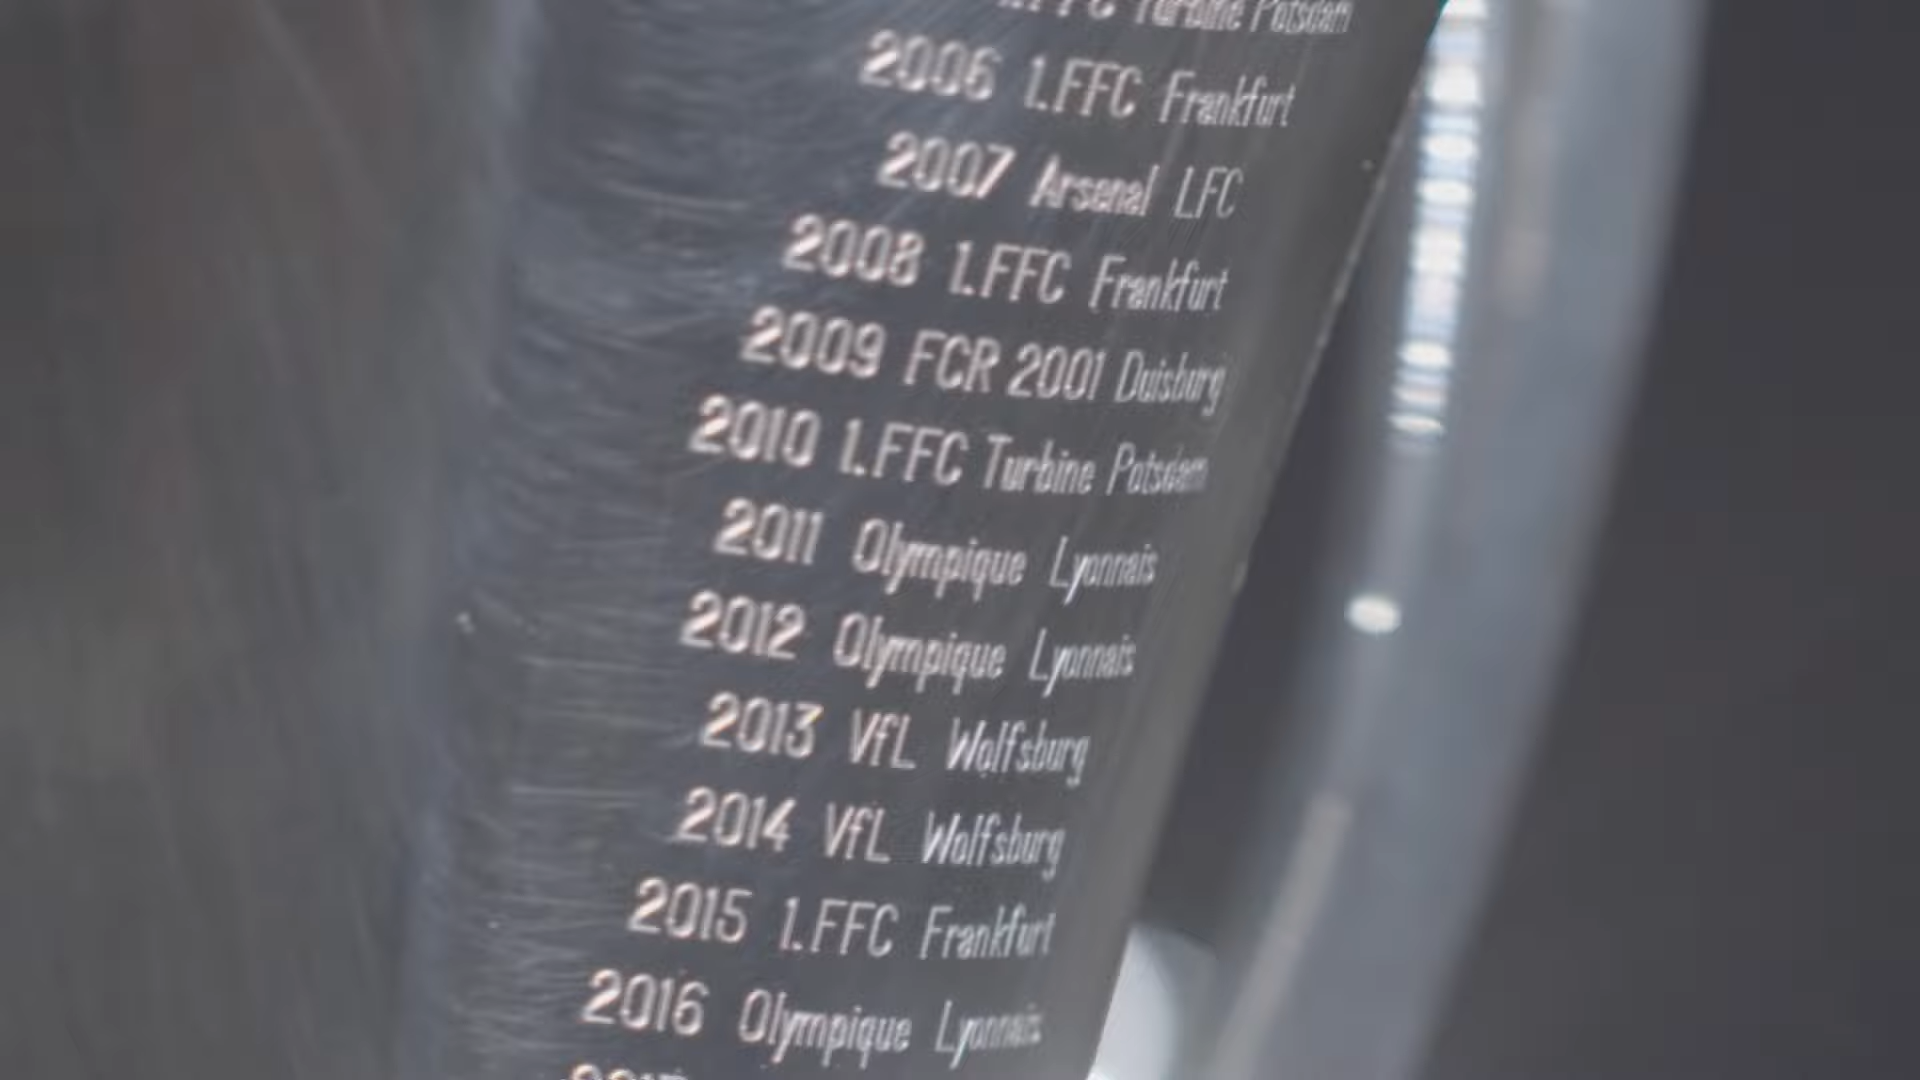 Turbine Potsdam
2006 1.FFC Frankfurt
2007 Arsenal LFC
2008 1.FFC Frankfurt
2009 FCR 2001 Duisburg
2010 1.FFC Turbine Potsdam
2011 Olympique Lyonnais
2012 Olympique Lyonnais
2013 VfL Wolfsburg
2014 VfL Wolfsburg
2015 1.FFC Frankfurt
2016 Olympique Lyonnais